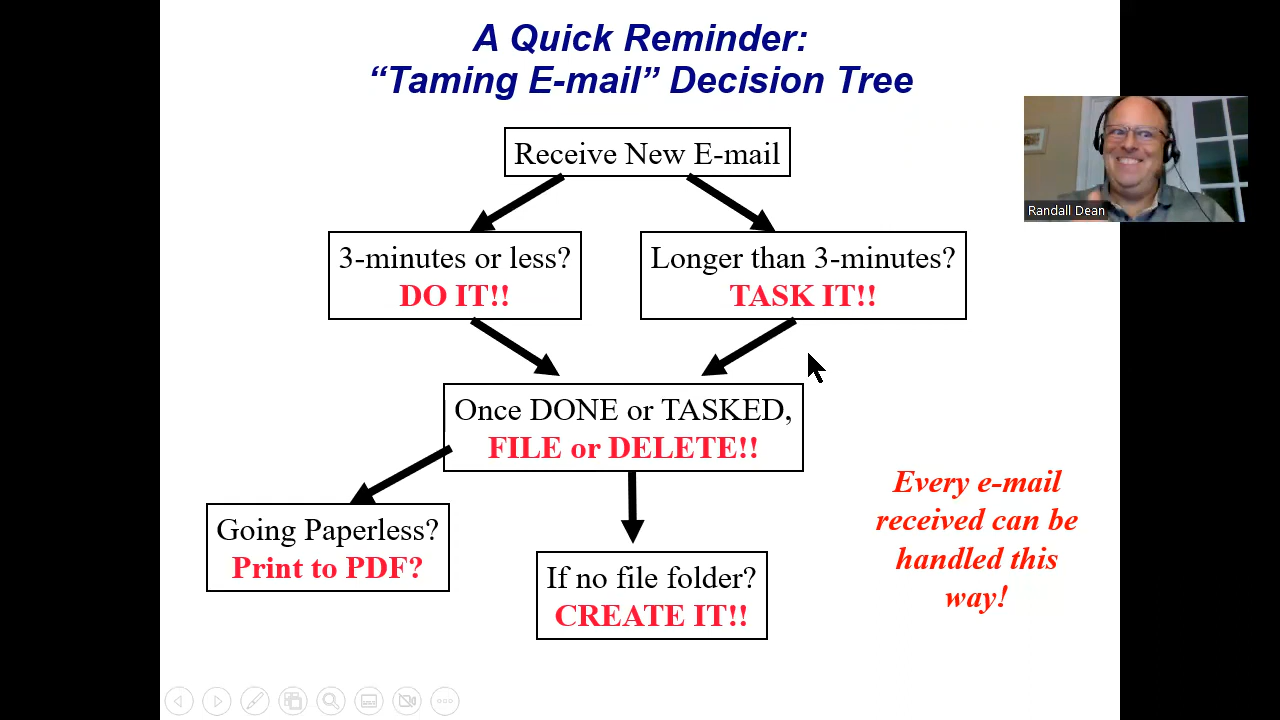 A Quick Reminder:
“Taming E-mail” Decision Tree
Receive New E-mail
Randall Dean
3-minutes or less?
DO IT!!
Longer than 3-minutes?
TASK IT!!
Once DONE or TASKED,
FILE or DELETE!!
Going Paperless?
Print to PDF?
If no file folder?
CREATE IT!!
Every e-mail
received can be
handled this
way!